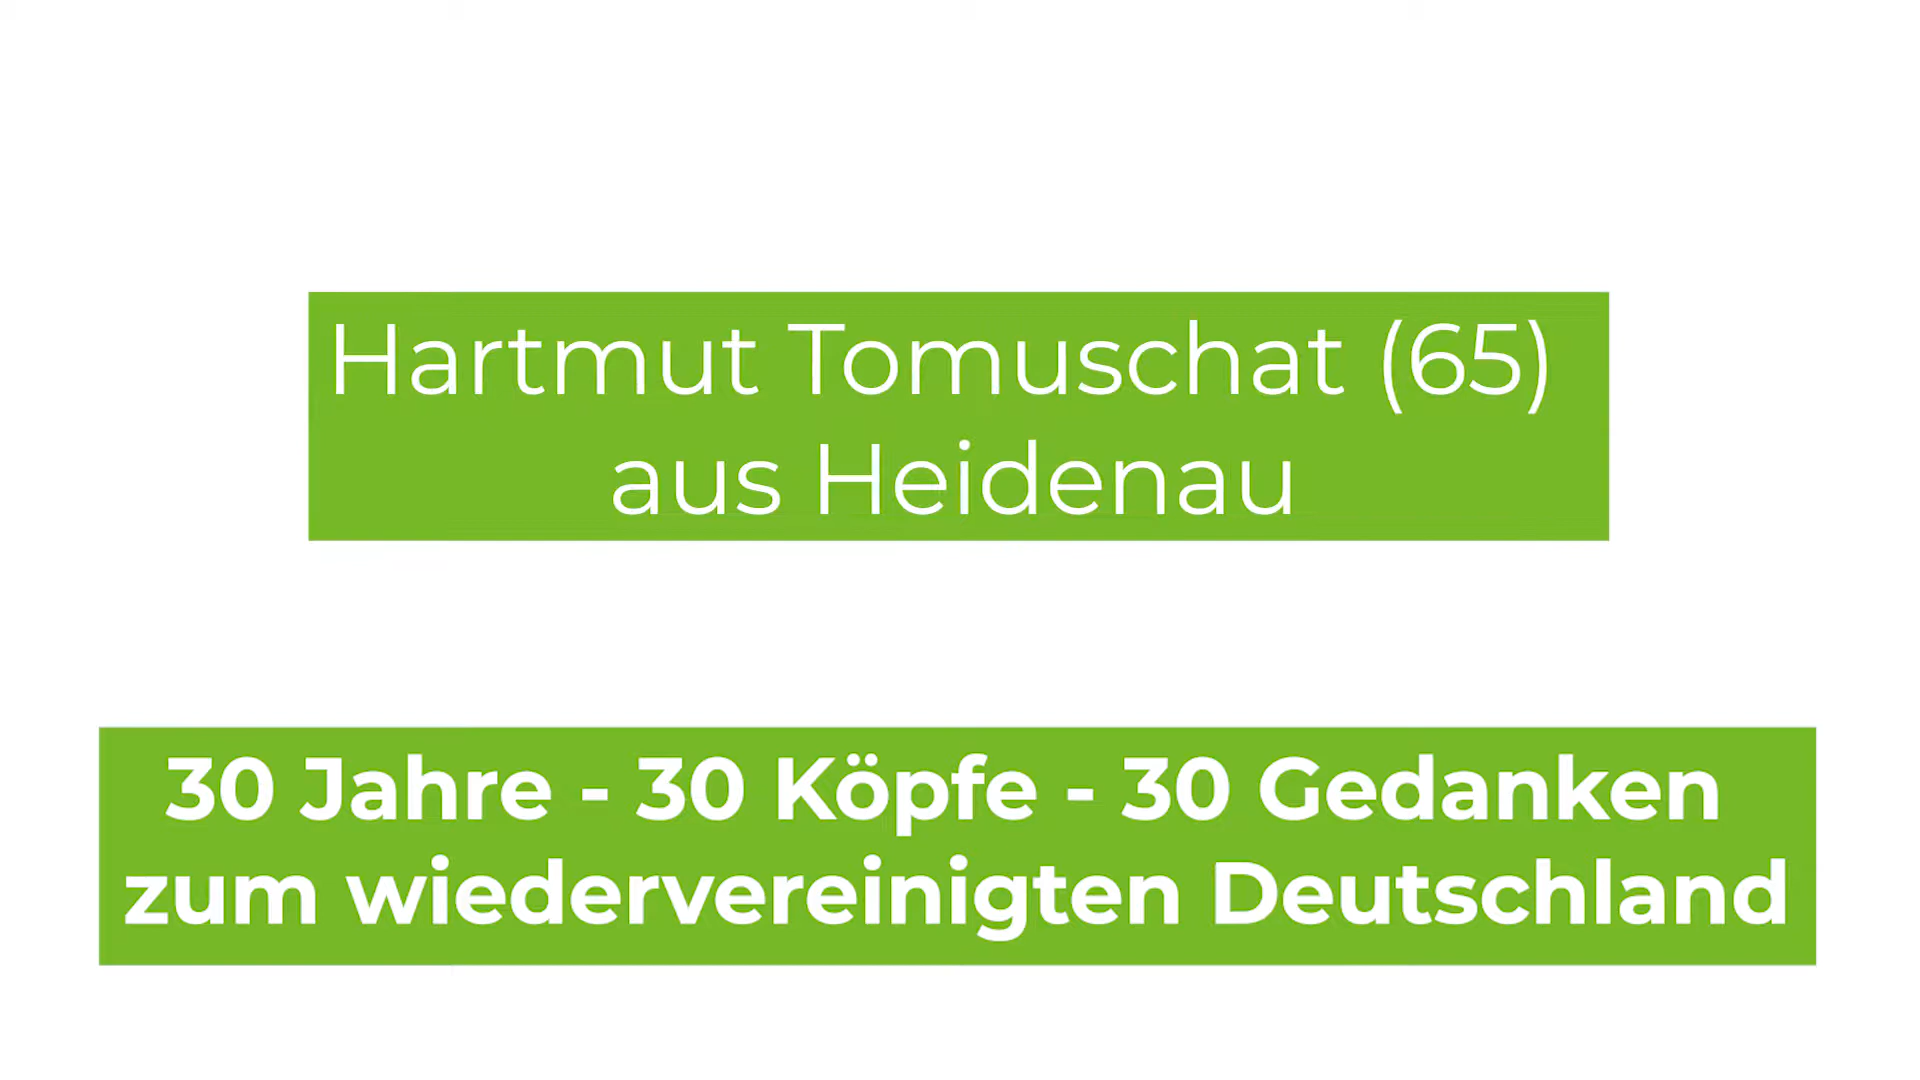 Hartmut Tomuschat (65)
aus Heidenau
30 Jahre - 30 Köpfe - 30 Gedanken
zum wiedervereinigten Deutschland